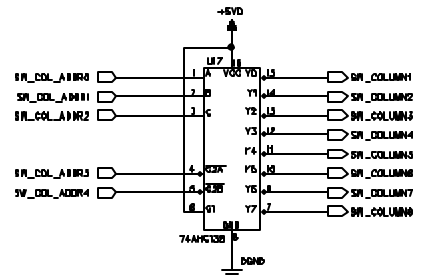 +5VD
U17
SW_COL_ADDR0 1 A VCC Y0 15 SW_COLUMN1
SW_COL_ADDR1 2 B Y1 14 SW_COLUMN2
SW_COL_ADDR2 3 C Y2 13 SW_COLUMN3
Y3 12 SW_COLUMN4
Y4 11 SW_COLUMN5
SW_COL_ADDR3 4 G2A Y5 10 SW_COLUMN6
SW_COL_ADDR4 5 G2B Y6 9 SW_COLUMN7
6 G1 Y7 7 SW_COLUMN8
GND
74AHC138 8
DGND